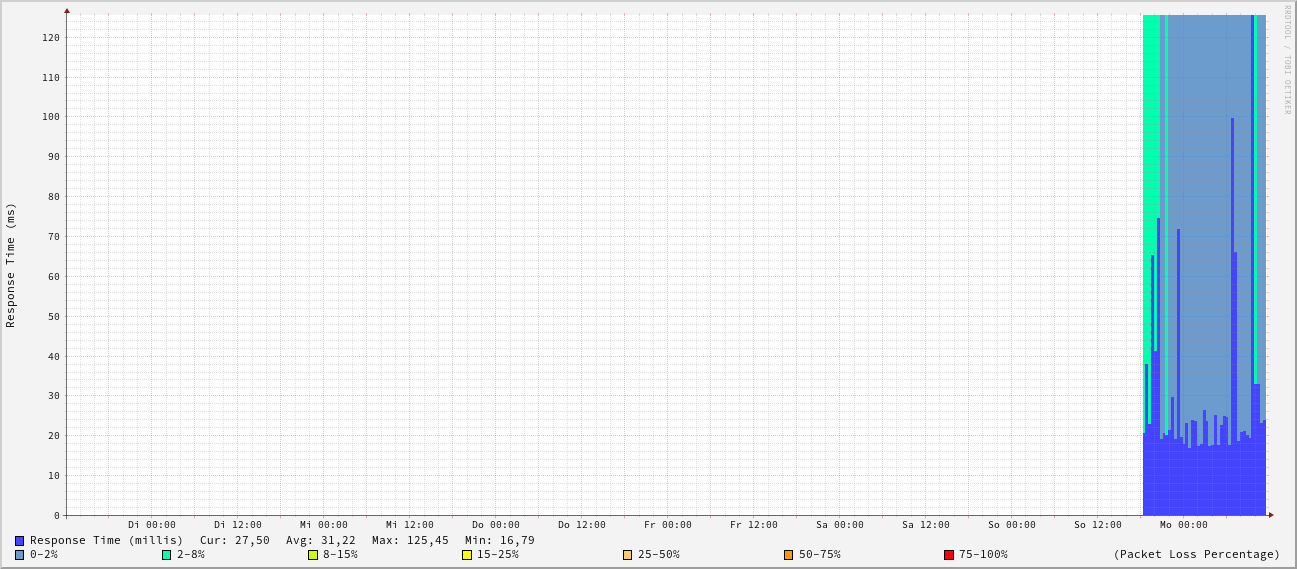 RRDTOOL / TOBI OETIKER
Response Time (ms)
120
110
100
90
80
70
60
50
40
30
20
10
0
Di 00:00 Di 12:00 Mi 00:00 Mi 12:00 Do 00:00 Do 12:00 Fr 00:00 Fr 12:00 Sa 00:00 Sa 12:00 So 00:00 So 12:00 Mo 00:00
Response Time (millis) Cur: 27,50 Avg: 31,22 Max: 125,45 Min: 16,79
0-2% 2-8% 8-15% 15-25% 25-50% 50-75% 75-100% (Packet Loss Percentage)